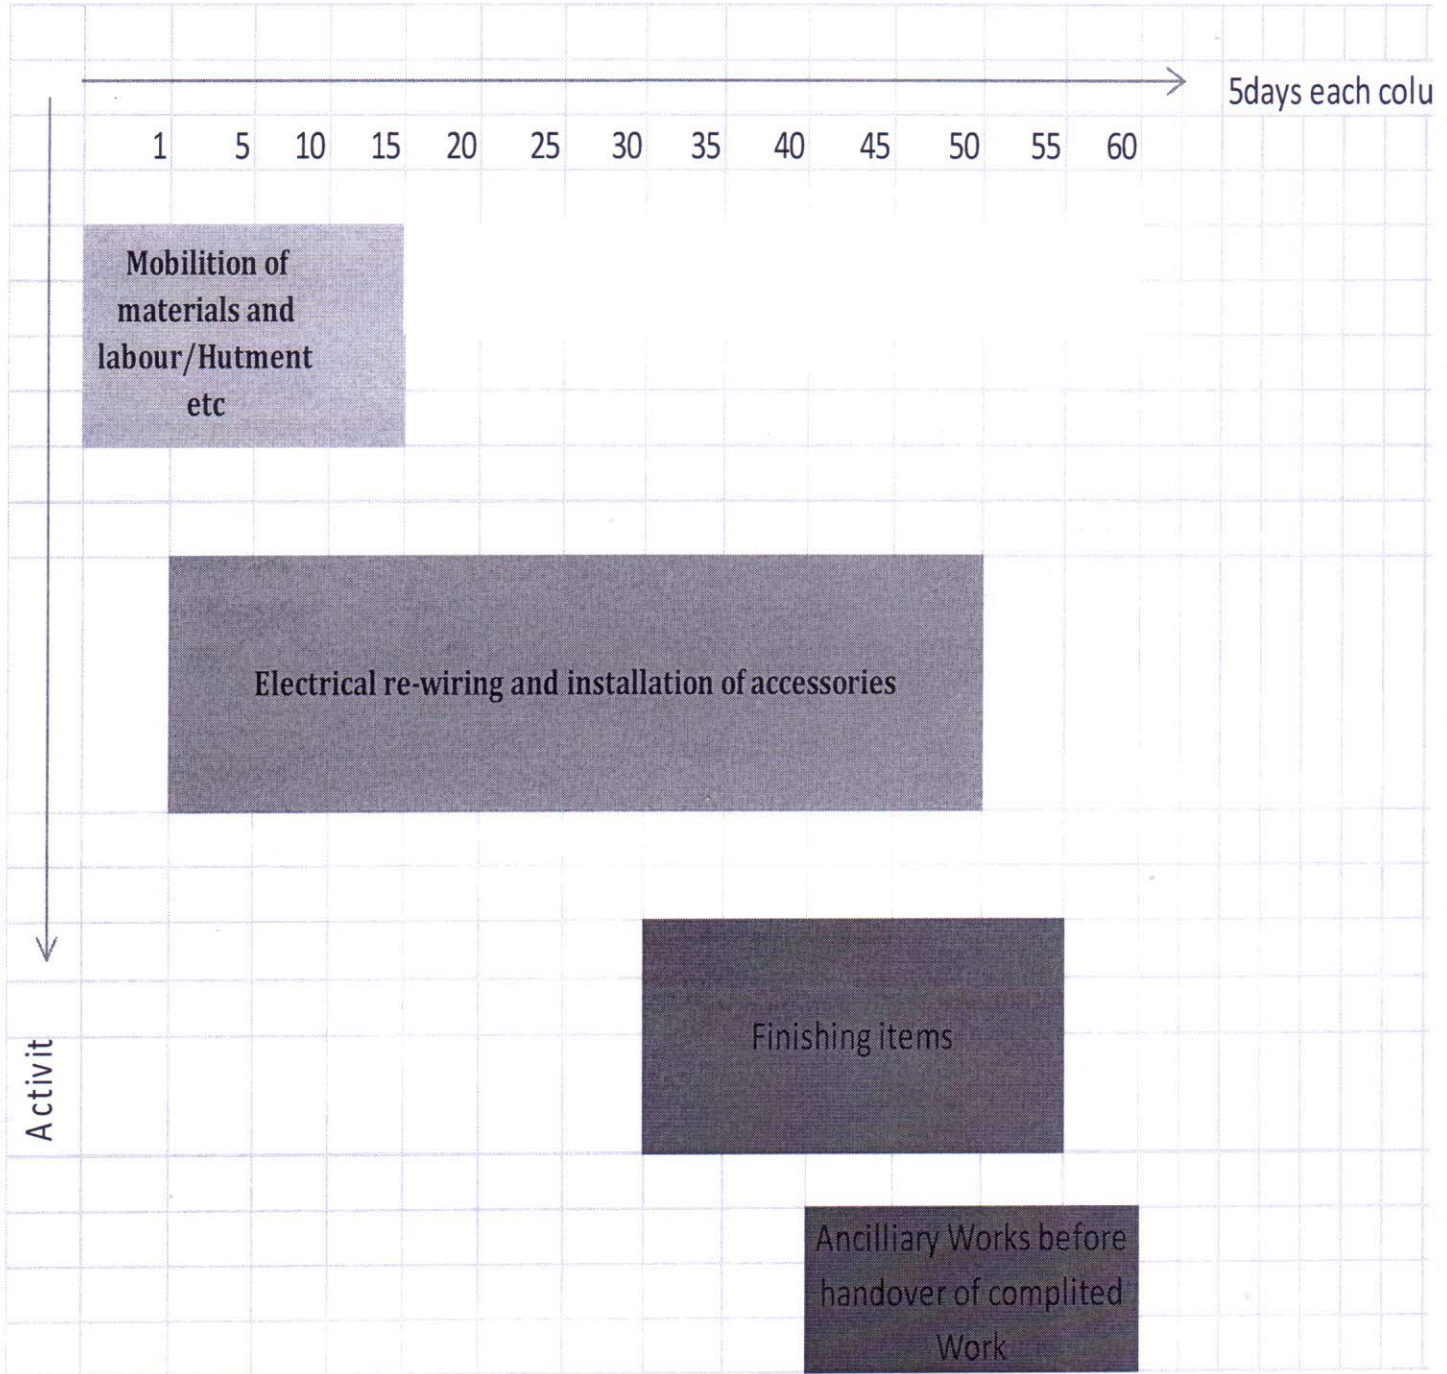 5days each colu
1 5 10 15 20 25 30 35 40 45 50 55 60
Mobilition of
materials and
labour/Hutment
etc
Electrical re-wiring and installation of accessories
Activit
Finishing items
Ancilliary Works before
handover of complited
Work